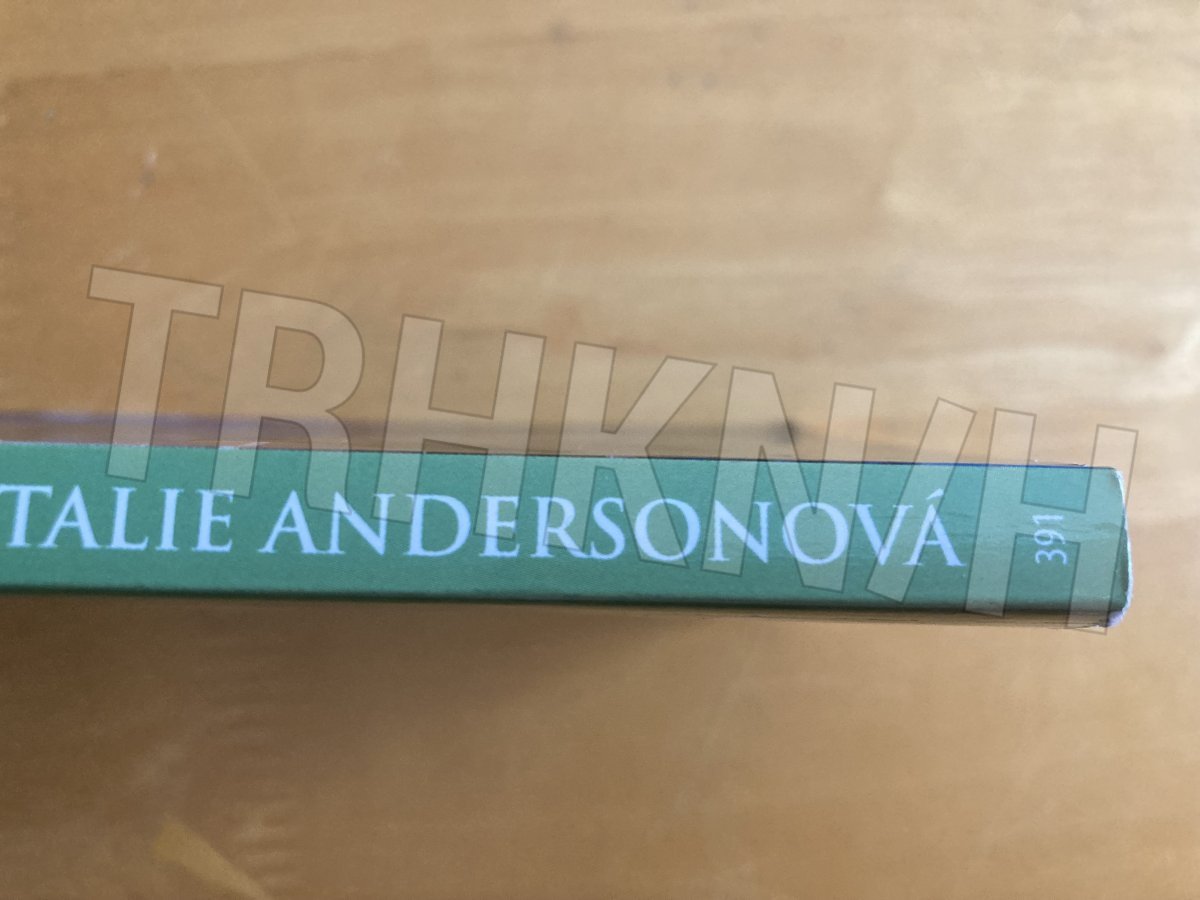 TALIE ANDERSONOVÁ
391
TRHKNIH